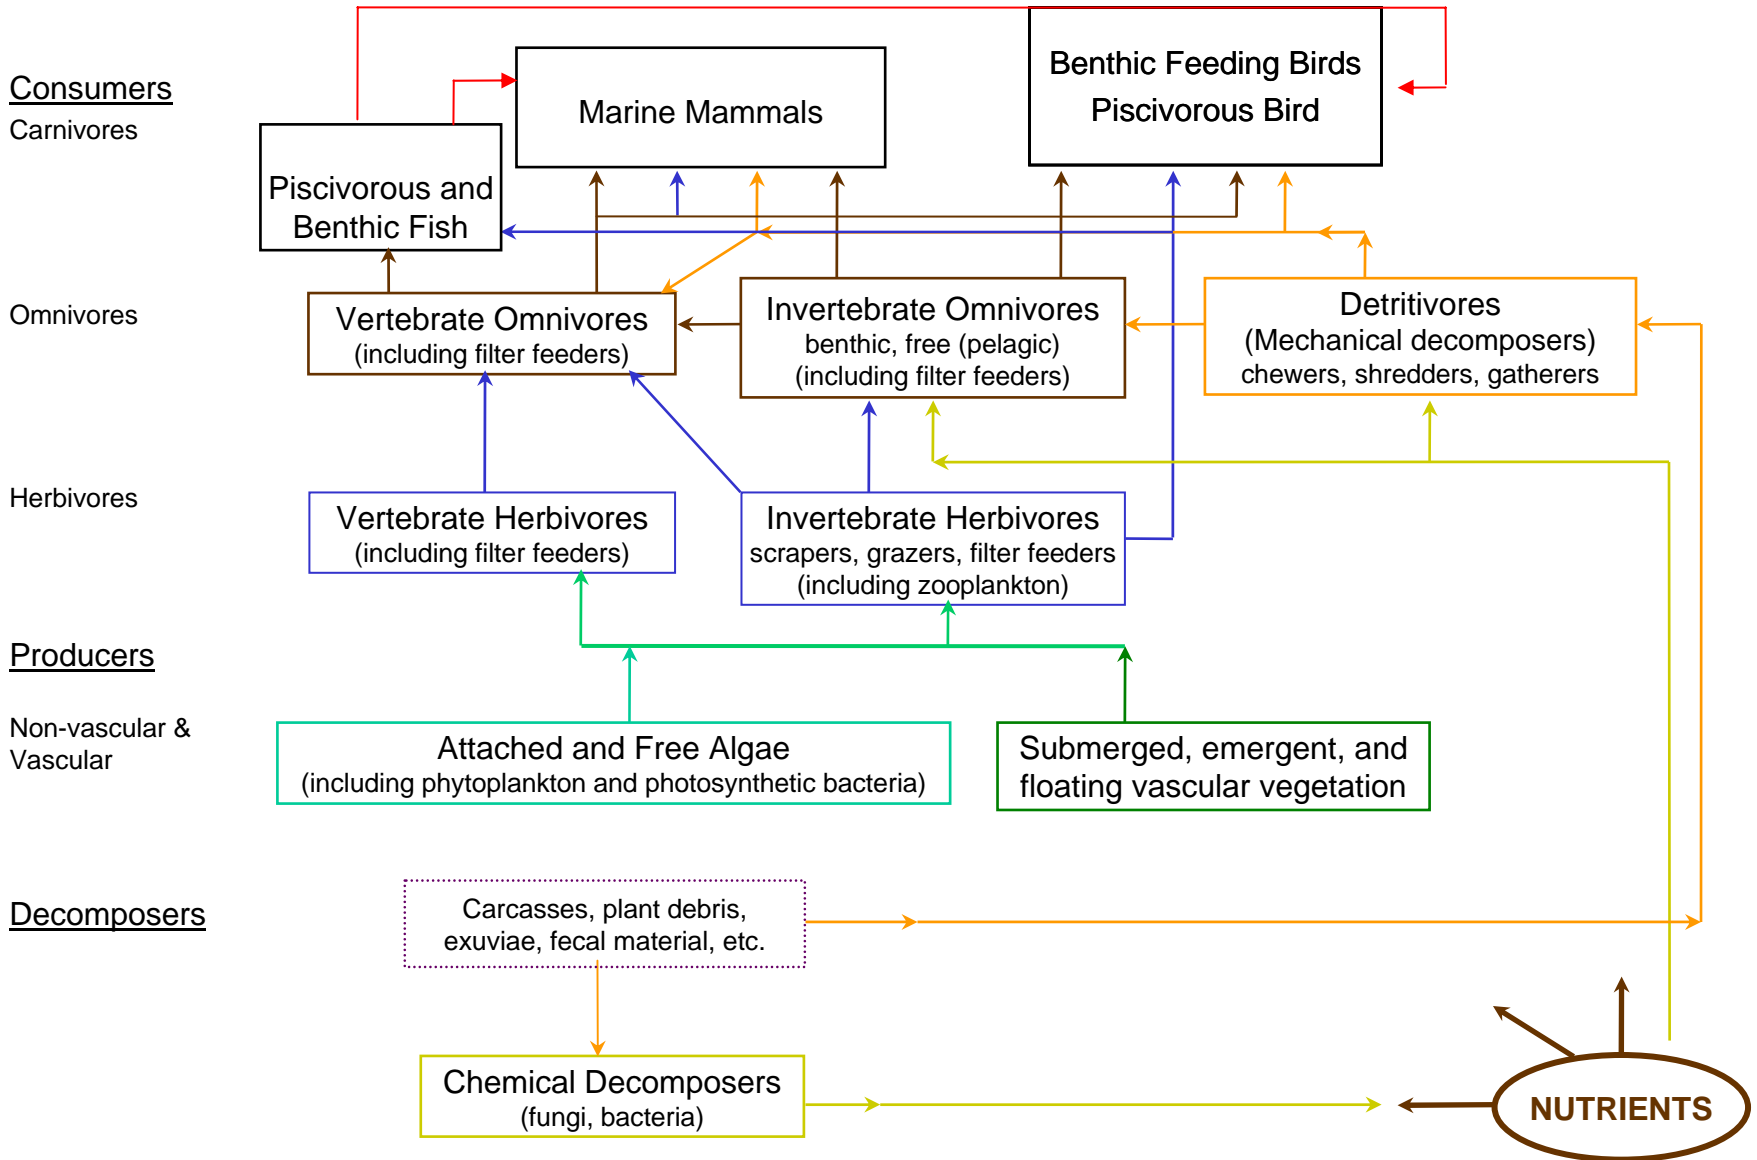 Consumers
Carnivores
Piscivorous and
Benthic Fish
Marine Mammals
Benthic Feeding Birds
Piscivorous Bird
Omnivores
Vertebrate Omnivores
(including filter feeders)
Invertebrate Omnivores
benthic, free (pelagic)
(including filter feeders)
Detritivores
(Mechanical decomposers)
chewers, shredders, gatherers
Herbivores
Vertebrate Herbivores
(including filter feeders)
Invertebrate Herbivores
scrapers, grazers, filter feeders
(including zooplankton)
Producers
Non-vascular &
Vascular
Attached and Free Algae
(including phytoplankton and photosynthetic bacteria)
Submerged, emergent, and
floating vascular vegetation
Decomposers
Carcasses, plant debris,
exuviae, fecal material, etc.
Chemical Decomposers
(fungi, bacteria)
NUTRIENTS